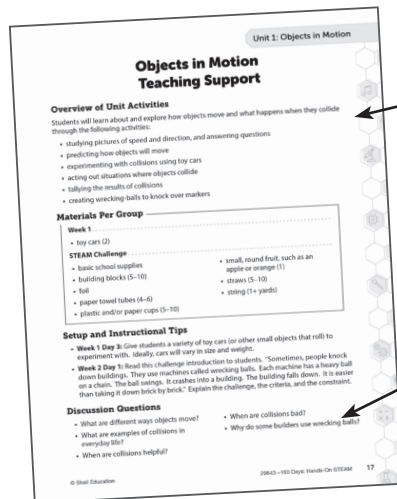 Unit 1: Objects in Motion
Objects in Motion
Teaching Support
Overview of Unit Activities
Students will learn about and explore how objects move and what happens when they collide
through the following activities:
• studying pictures of speed and direction, and answering questions
• predicting how objects will move
• experimenting with collisions using toy cars
• acting out situations where objects collide
• tallying the results of collisions
• creating wrecking-balls to knock over markers
Materials Per Group
Week 1
• toy cars (2)
STEAM Challenge
• basic school supplies
• building blocks (5–10)
• foil
• paper towel tubes (4–6)
• plastic and/or paper cups (5–10)
• small, round fruit, such as an
apple or orange (1)
• straws (5–10)
• string (1+ yards)
Setup and Instructional Tips
• Week 1 Day 3: Give students a variety of toy cars (or other small objects that roll) to
experiment with. Ideally, cars will vary in size and weight.
• Week 2 Day 1: Read this challenge introduction to students. "Sometimes, people knock
down buildings. They use machines called wrecking balls. Each machine has a heavy ball
on a chain. The ball swings. It crashes into a building. The building falls down. It is easier
than taking it down brick by brick." Explain the challenge, the criteria, and the constraint.
Discussion Questions
• What are different ways objects move?
• What are examples of collisions in
everyday life?
• When are collisions helpful?
• When are collisions bad?
• Why do some builders use wrecking balls?
© Shell Education
29643—180 Days: Hands-On STEAM
17